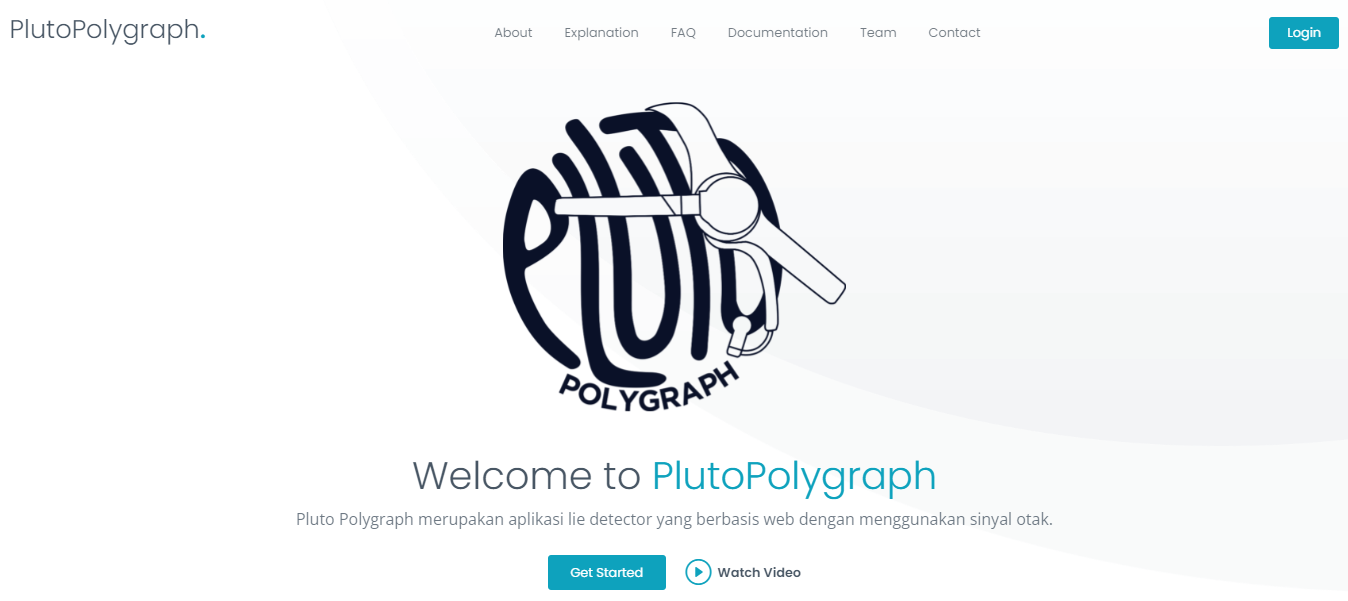 PlutoPolygraph.
About Explanation FAQ Documentation Team Contact
Login
PLUTO
POLYGRAPH
Welcome to PlutoPolygraph
Pluto Polygraph merupakan aplikasi lie detector yang berbasis web dengan menggunakan sinyal otak.
Get Started
Watch Video